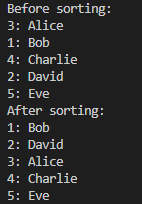 Before sorting:
3: Alice
1: Bob
4: Charlie
2: David
5: Eve
After sorting:
1: Bob
2: David
3: Alice
4: Charlie
5: Eve